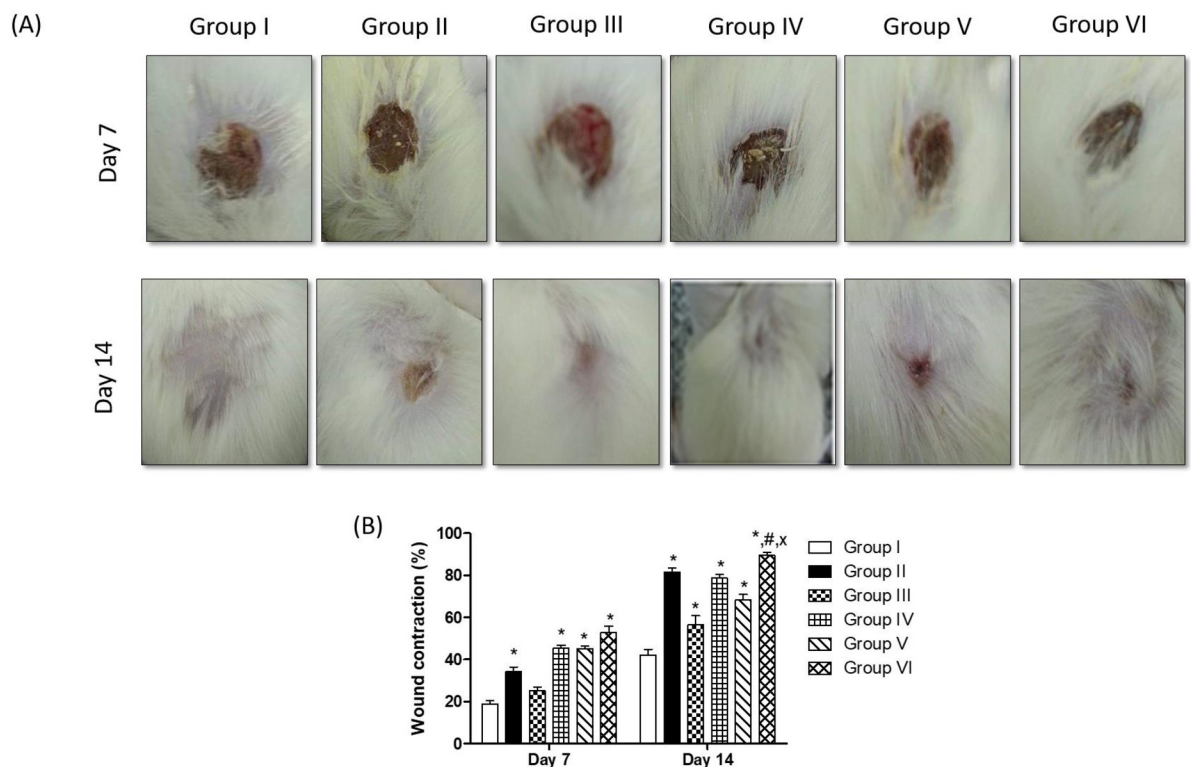 (A)
Group I Group II Group III Group IV Group V Group VI
Day 7
Day 14
(B)
Wound contraction (%)
100
80
60
40
20
0
* * * * *
* * * * *,#,x
Day 7 Day 14
Group I
Group II
Group III
Group IV
Group V
Group VI